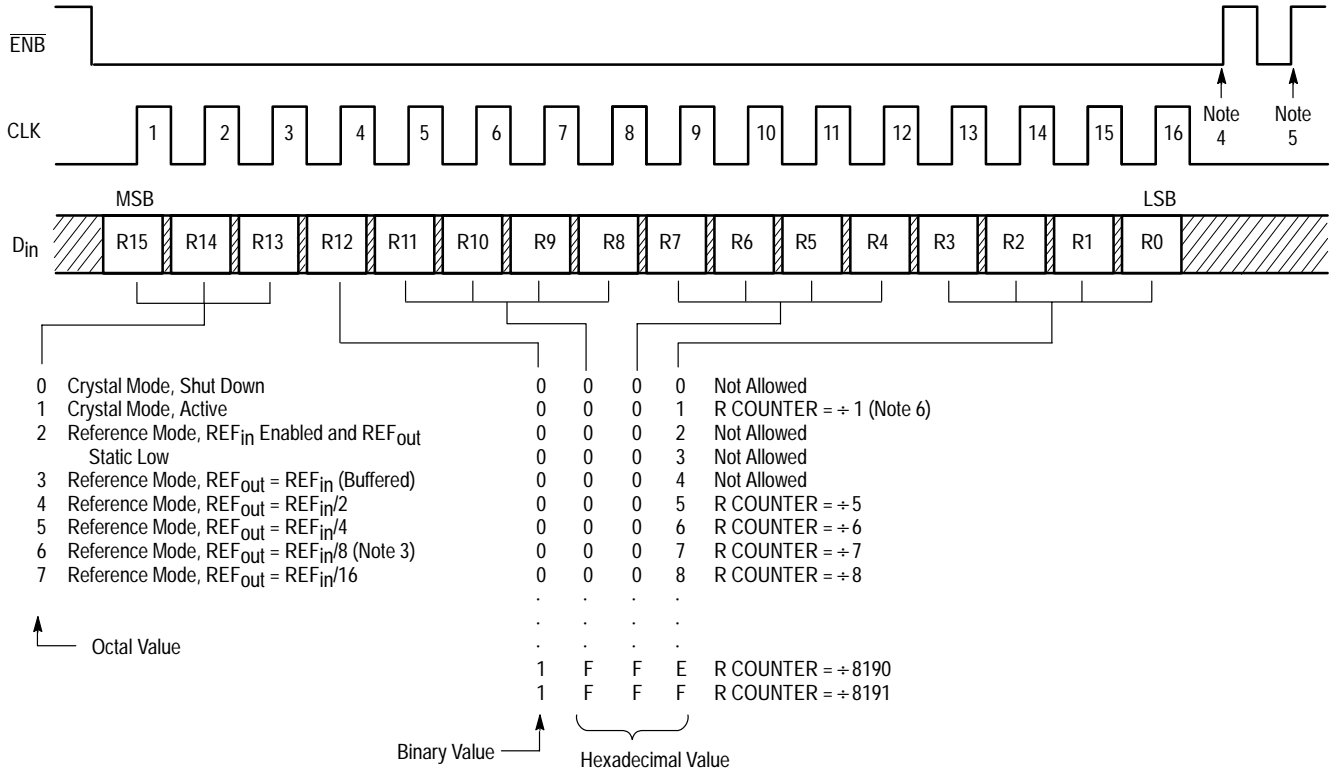 ENB
CLK
1 2 3 4 5 6 7 8 9 10 11 12 13 14 15 16
Note 4
Note 5
MSB
LSB
Din
R15 R14 R13 R12 R11 R10 R9 R8 R7 R6 R5 R4 R3 R2 R1 R0
0 Crystal Mode, Shut Down
1 Crystal Mode, Active
2 Reference Mode, REFin Enabled and REFout
Static Low
3 Reference Mode, REFout = REFin (Buffered)
4 Reference Mode, REFout = REFin/2
5 Reference Mode, REFout = REFin/4
6 Reference Mode, REFout = REFin/8 (Note 3)
7 Reference Mode, REFout = REFin/16
Octal Value
0 0 0 0 Not Allowed
0 0 0 1 R COUNTER = ÷ 1 (Note 6)
0 0 0 2 Not Allowed
0 0 0 3 Not Allowed
0 0 0 4 Not Allowed
0 0 0 5 R COUNTER = ÷ 5
0 0 0 6 R COUNTER = ÷ 6
0 0 0 7 R COUNTER = ÷ 7
0 0 0 8 R COUNTER = ÷ 8
. . . .
. . . .
. . . .
1 F F E R COUNTER = ÷ 8190
1 F F F R COUNTER = ÷ 8191
Binary Value
Hexadecimal Value